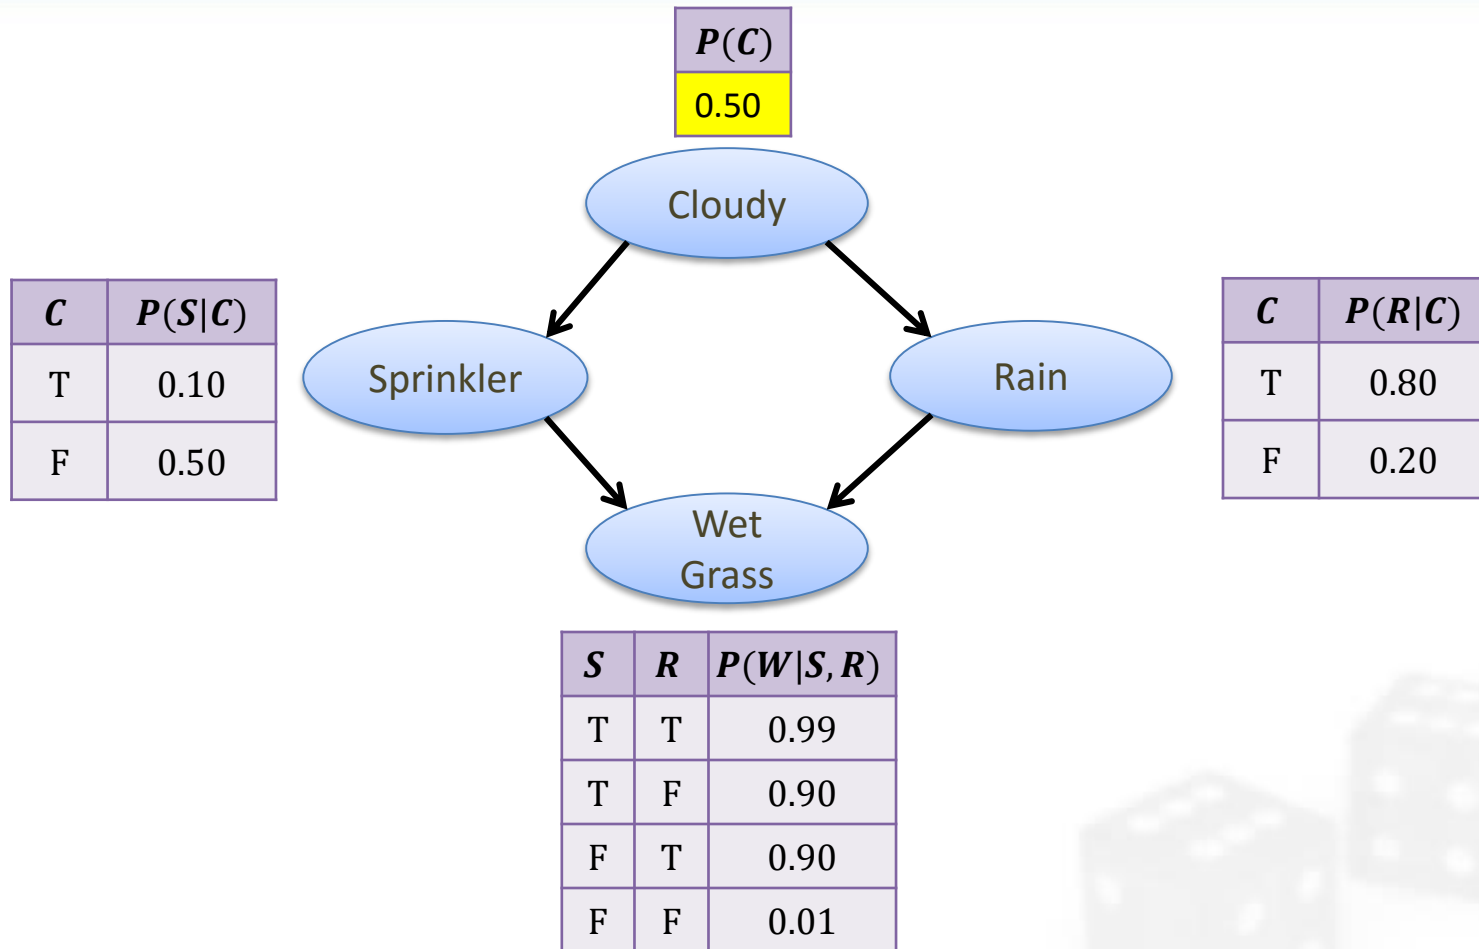 P(C)
0.50
Cloudy
C P(S|C)
T 0.10
F 0.50
Sprinkler
Rain
C P(R|C)
T 0.80
F 0.20
Wet
Grass
S R P(W|S, R)
T T 0.99
T F 0.90
F T 0.90
F F 0.01